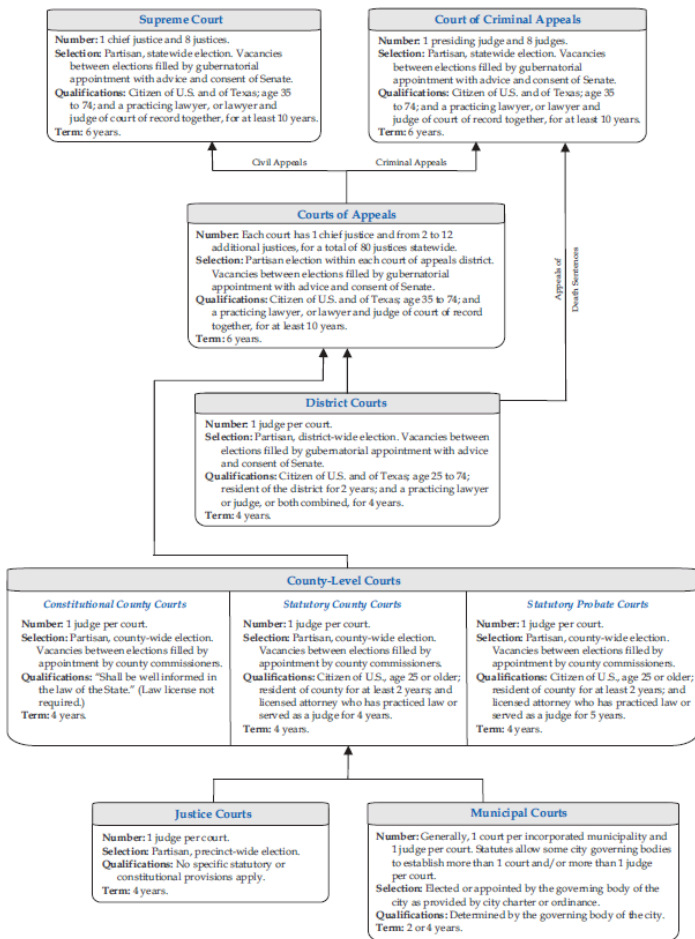 Supreme Court
Number: 1 chief justice and 8 justices.
Selection: Partisan, statewide election. Vacancies
between elections filled by gubernatorial
appointment with advice and consent of Senate.
Qualifications: Citizen of U.S. and of Texas; age 35
to 74; and a practicing lawyer, or lawyer and
judge of court of record together, for at least 10 years.
Term: 6 years.
Court of Criminal Appeals
Number: 1 presiding judge and 8 judges.
Selection: Partisan, statewide election. Vacancies
between elections filled by gubernatorial
appointment with advice and consent of Senate.
Qualifications: Citizen of U.S. and of Texas; age 35
to 74; and a practicing lawyer, or lawyer and
judge of court of record together, for at least 10 years.
Term: 6 years.
Civil Appeals
Criminal Appeals
Courts of Appeals
Number: Each court has 1 chief justice and from 2 to 12
additional justices, for a total of 80 justices statewide.
Selection: Partisan election within each court of appeals district.
Vacancies between elections filled by gubernatorial
appointment with advice and consent of Senate.
Qualifications: Citizen of U.S. and of Texas; age 35 to 74; and
a practicing lawyer, or lawyer and judge of court of record
together, for at least 10 years.
Term: 6 years.
Appeals of
Death Sentences
District Courts
Number: 1 judge per court.
Selection: Partisan, district-wide election. Vacancies between
elections filled by gubernatorial appointment with advice
and consent of Senate.
Qualifications: Citizen of U.S. and of Texas; age 25 to 74;
resident of the district for 2 years; and a practicing lawyer
or judge, or both combined, for 4 years.
Term: 4 years.
County-Level Courts
Constitutional County Courts
Number: 1 judge per court.
Selection: Partisan, county-wide election.
Vacancies between elections filled by
appointment by county commissioners.
Qualifications: "Shall be well informed in
the law of the State." (Law license not
required.)
Term: 4 years.
Statutory County Courts
Number: 1 judge per court.
Selection: Partisan, county-wide election.
Vacancies between elections filled by
appointment by county commissioners.
Qualifications: Citizen of U.S., age 25 or older;
resident of county for at least 2 years; and
licensed attorney who has practiced law or
served as a judge for 4 years.
Term: 4 years.
Statutory Probate Courts
Number: 1 judge per court.
Selection: Partisan, county-wide election.
Vacancies between elections filled by
appointment by county commissioners.
Qualifications: Citizen of U.S., age 25 or older;
resident of county for at least 2 years; and
licensed attorney who has practiced law or
served as a judge for 5 years.
Term: 4 years.
Justice Courts
Number: 1 judge per court.
Selection: Partisan, precinct-wide election.
Qualifications: No specific statutory or
constitutional provisions apply.
Term: 4 years.
Municipal Courts
Number: Generally, 1 court per incorporated municipality and
1 judge per court. Statutes allow some city governing bodies
to establish more than 1 court and/or more than 1 judge
per court.
Selection: Elected or appointed by the governing body of the
city as provided by city charter or ordinance.
Qualifications: Determined by the governing body of the city.
Term: 2 or 4 years.